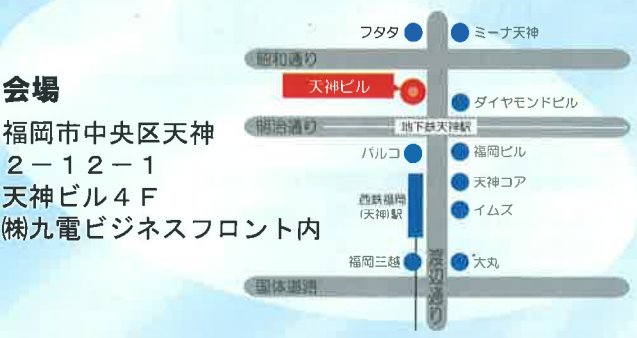 会場
福岡市中央区天神
２－１２－１
天神ビル４Ｆ
㈱九電ビジネスフロント内
フタタ
ミーナ天神
昭和通り
天神ビル
ダイヤモンドビル
明治通り
地下鉄天神駅
パルコ
福岡ビル
天神コア
西鉄福岡
(天神)駅
イムズ
福岡三越
大丸
渡辺通り
国体道路